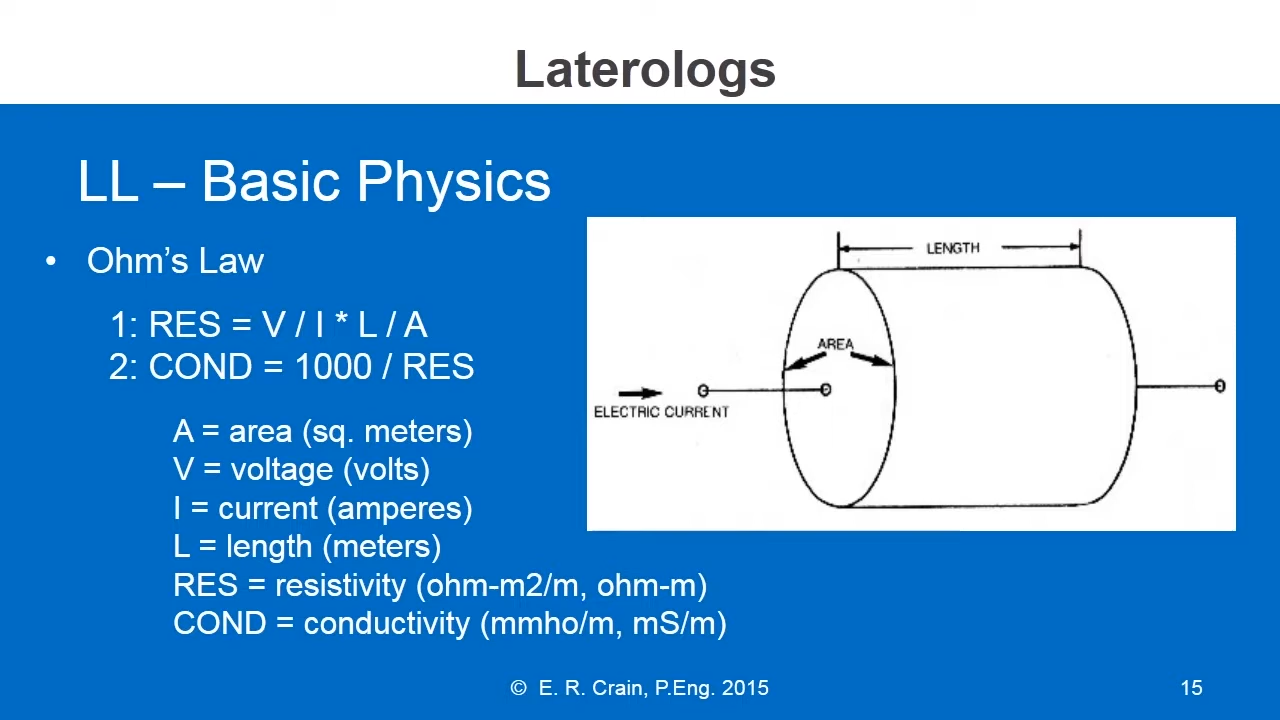 Laterologs
LL – Basic Physics
• Ohm’s Law
1: RES = V / I * L / A
2: COND = 1000 / RES
A = area (sq. meters)
V = voltage (volts)
I = current (amperes)
L = length (meters)
RES = resistivity (ohm-m2/m, ohm-m)
COND = conductivity (mmho/m, mS/m)
LENGTH
AREA
ELECTRIC CURRENT
© E. R. Crain, P.Eng. 2015
15